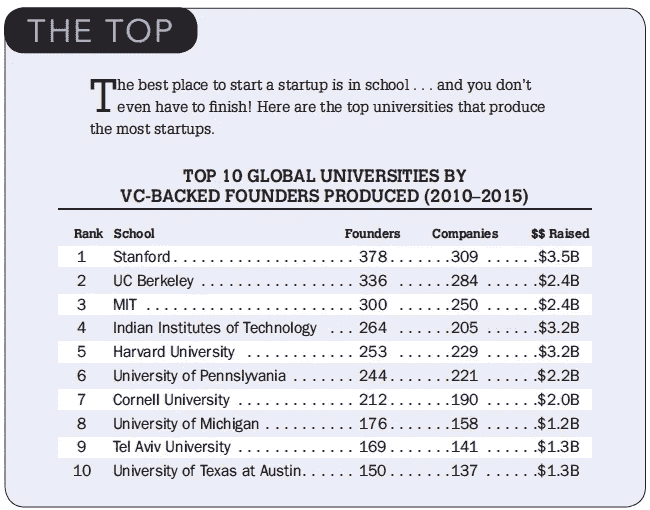 THE TOP
The best place to start a startup is in school . . . and you don't
even have to finish! Here are the top universities that produce
the most startups.
TOP 10 GLOBAL UNIVERSITIES BY
VC-BACKED FOUNDERS PRODUCED (2010–2015)
Rank School Founders Companies $$ Raised
1 Stanford . . . . . . . . . . . . . . . . . . . . 378 . . . . . . . 309 . . . . . . $3.5B
2 UC Berkeley . . . . . . . . . . . . . . . . . 336 . . . . . . 284 . . . . . . $2.4B
3 MIT . . . . . . . . . . . . . . . . . . . . . . . 300 . . . . . . 250 . . . . . . $2.4B
4 Indian Institutes of Technology . . . 264 . . . . . . 205 . . . . . . $3.2B
5 Harvard University . . . . . . . . . . . . 253 . . . . . . 229 . . . . . . $3.2B
6 University of Pennslyvania . . . . . . . 244 . . . . . . . 221 . . . . . . $2.2B
7 Cornell University . . . . . . . . . . . . . 212 . . . . . . . 190 . . . . . . $2.0B
8 University of Michigan . . . . . . . . . . 176 . . . . . . . 158 . . . . . . $1.2B
9 Tel Aviv University . . . . . . . . . . . . . 169 . . . . . . . 141 . . . . . . $1.3B
10 University of Texas at Austin . . . . . . 150 . . . . . . . 137 . . . . . . $1.3B